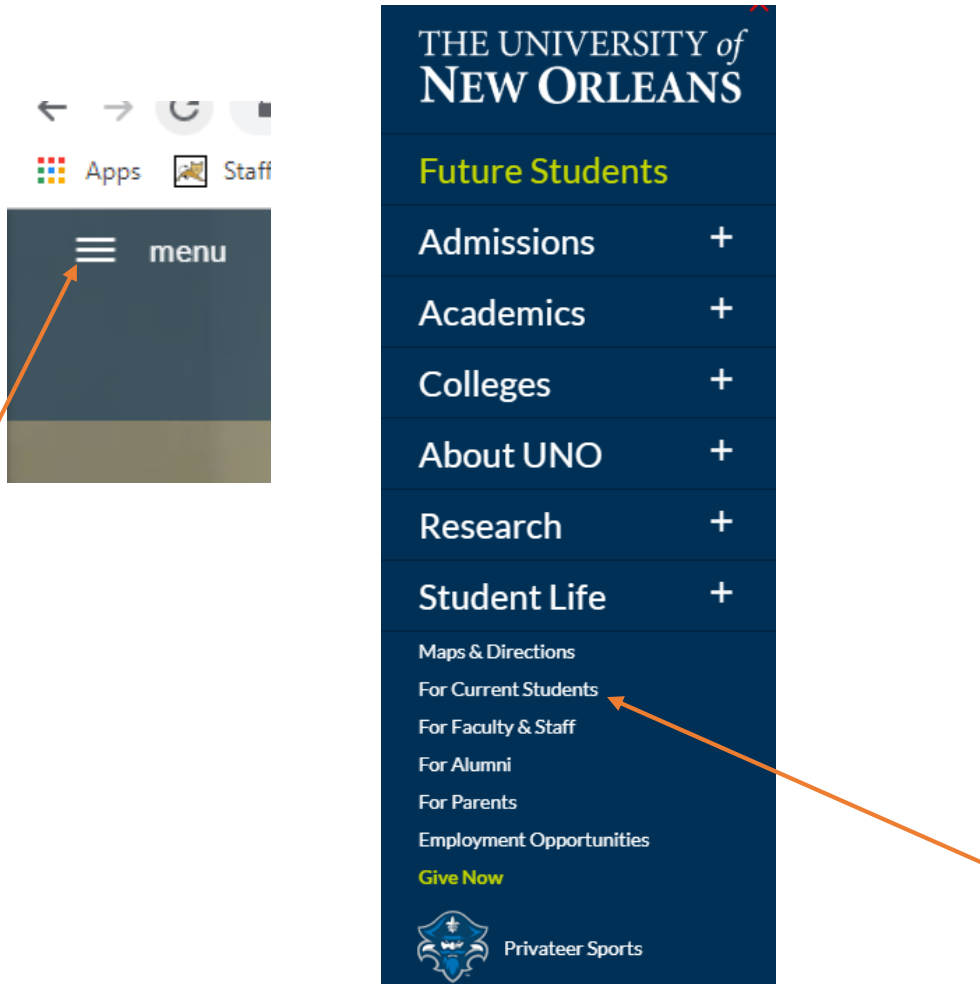 Apps Staff
menu
THE UNIVERSITY of
NEW ORLEANS
Future Students
Admissions +
Academics +
Colleges +
About UNO +
Research +
Student Life +
Maps & Directions
For Current Students
For Faculty & Staff
For Alumni
For Parents
Employment Opportunities
Give Now
Privateer Sports